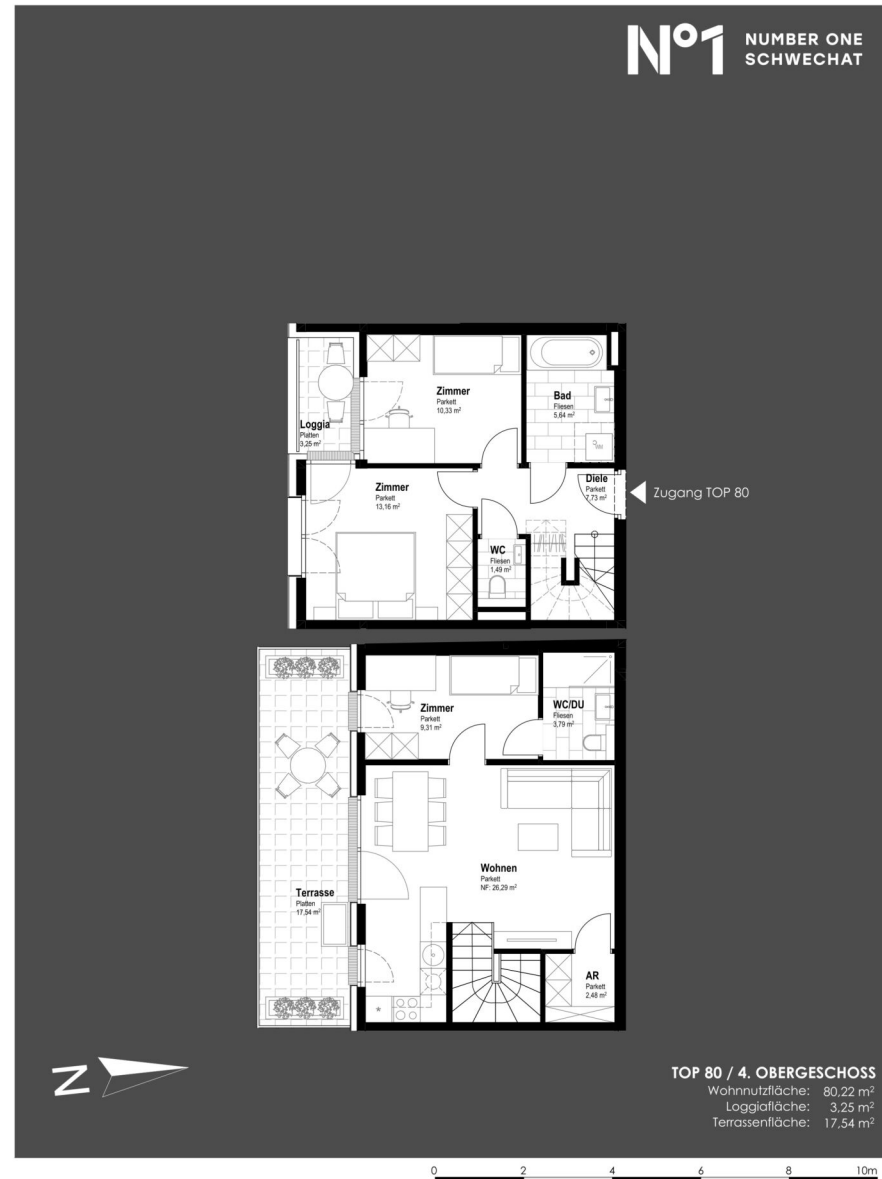 Nº1 NUMBER ONE
SCHWECHAT
Zimmer
Parkett
10,33 m²
Bad
Fliesen
5,64 m²
Loggia
Platten
3,25 m²
Zimmer
Parkett
13,16 m²
Diele
Parkett
7,73 m²
Zugang TOP 80
WC
Fliesen
1,49 m²
Zimmer
Parkett
9,31 m²
WC/DU
Fliesen
3,79 m²
Wohnen
Parkett
NF: 26,29 m²
Terrasse
Platten
17,54 m²
AR
Parkett
2,48 m²
*
N
TOP 80 / 4. OBERGESCHOSS
Wohnnutzfläche: 80,22 m²
Loggiafläche: 3,25 m²
Terrassenfläche: 17,54 m²
0 2 4 6 8 10m